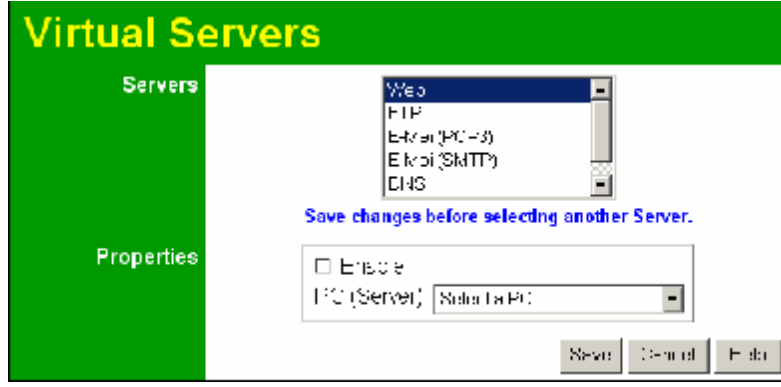 Virtual Servers
Servers
Web
FTP
E-Mail (POP3)
E-Mail (SMTP)
DNS
Save changes before selecting another Server.
Properties
Enable
PC (Server) Select a PC
Save Cancel Help